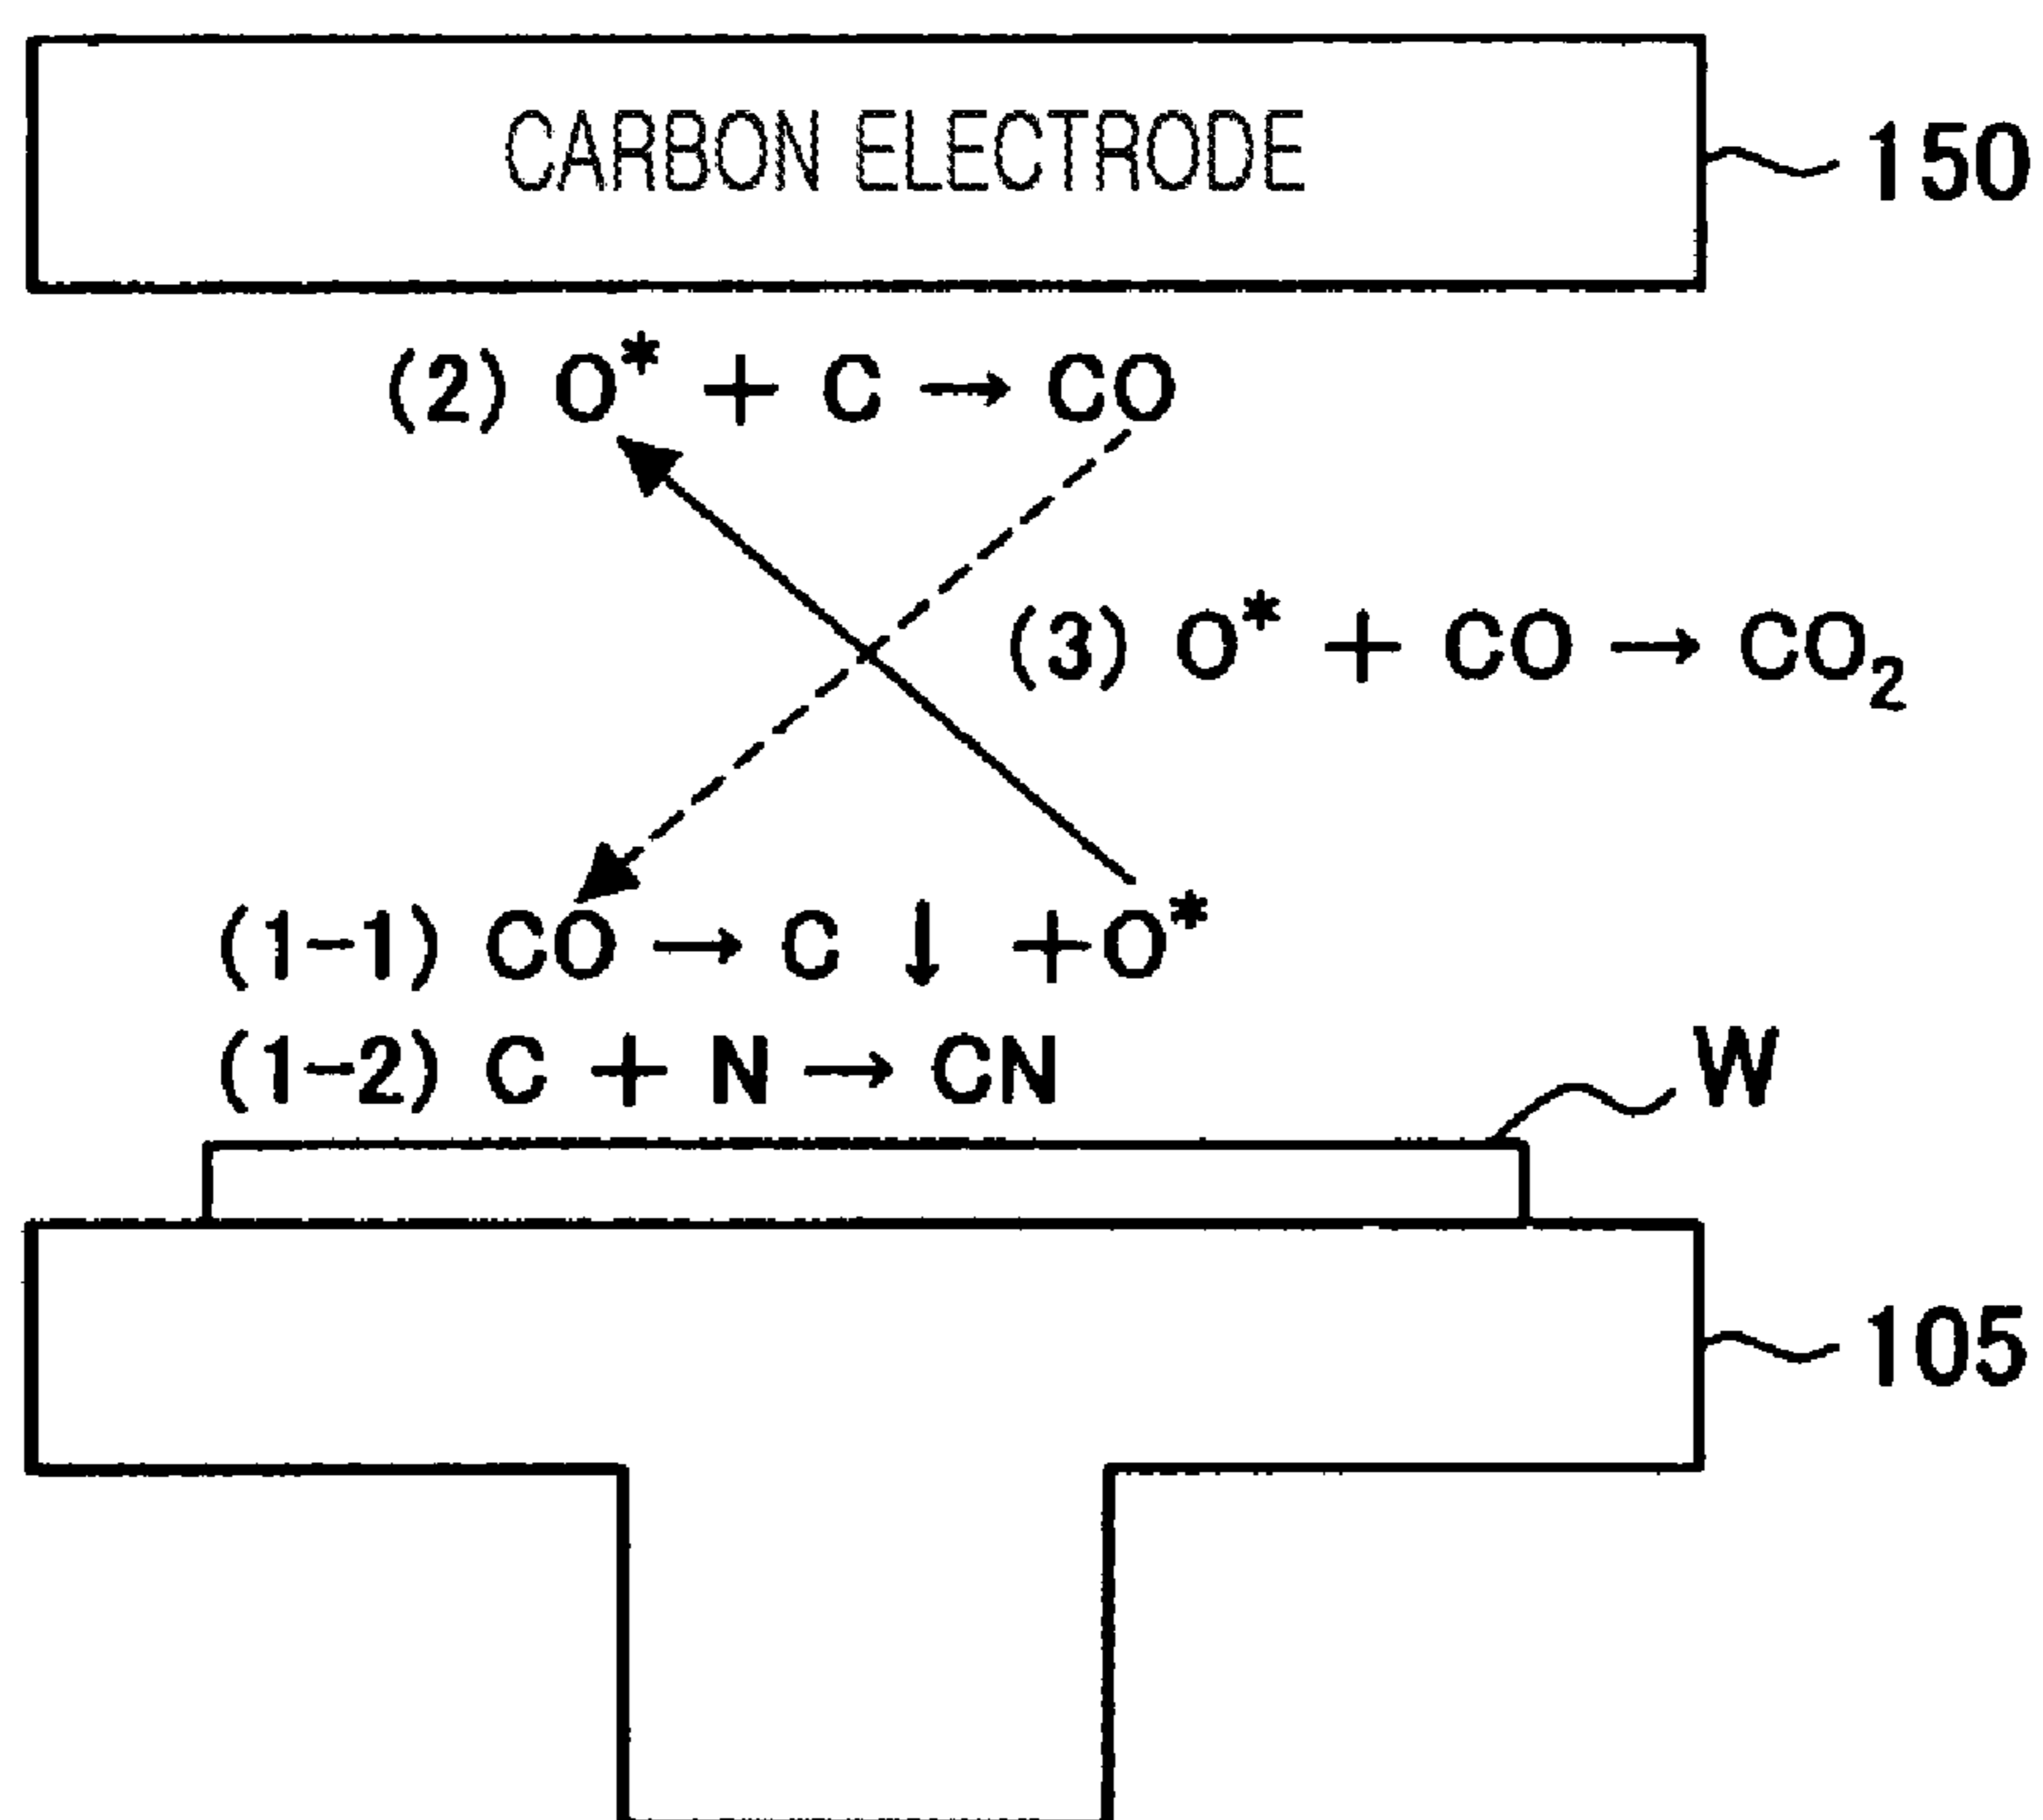 CARBON ELECTRODE
150
(2) O* + C → CO
(3) O* + CO → CO₂
(1-1) CO → C ↓ +O*
(1-2) C + N → CN
W
105